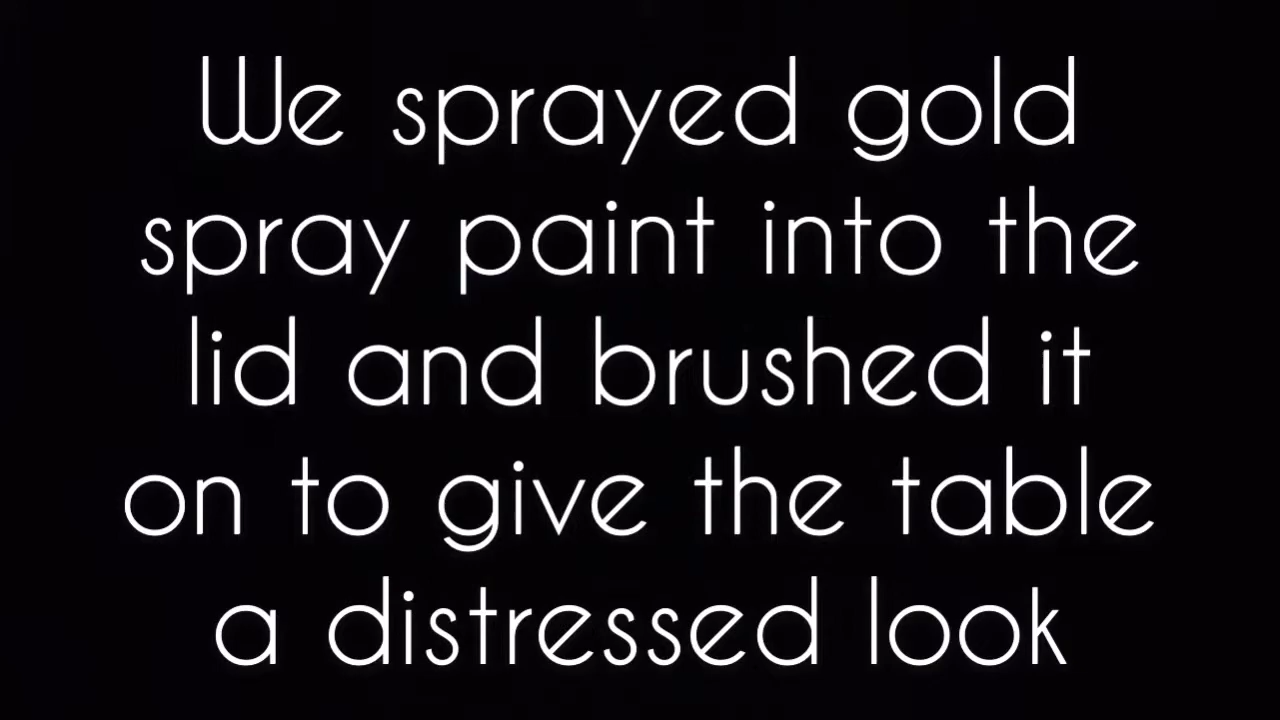 We sprayed gold
spray paint into the
lid and brushed it
on to give the table
a distressed look